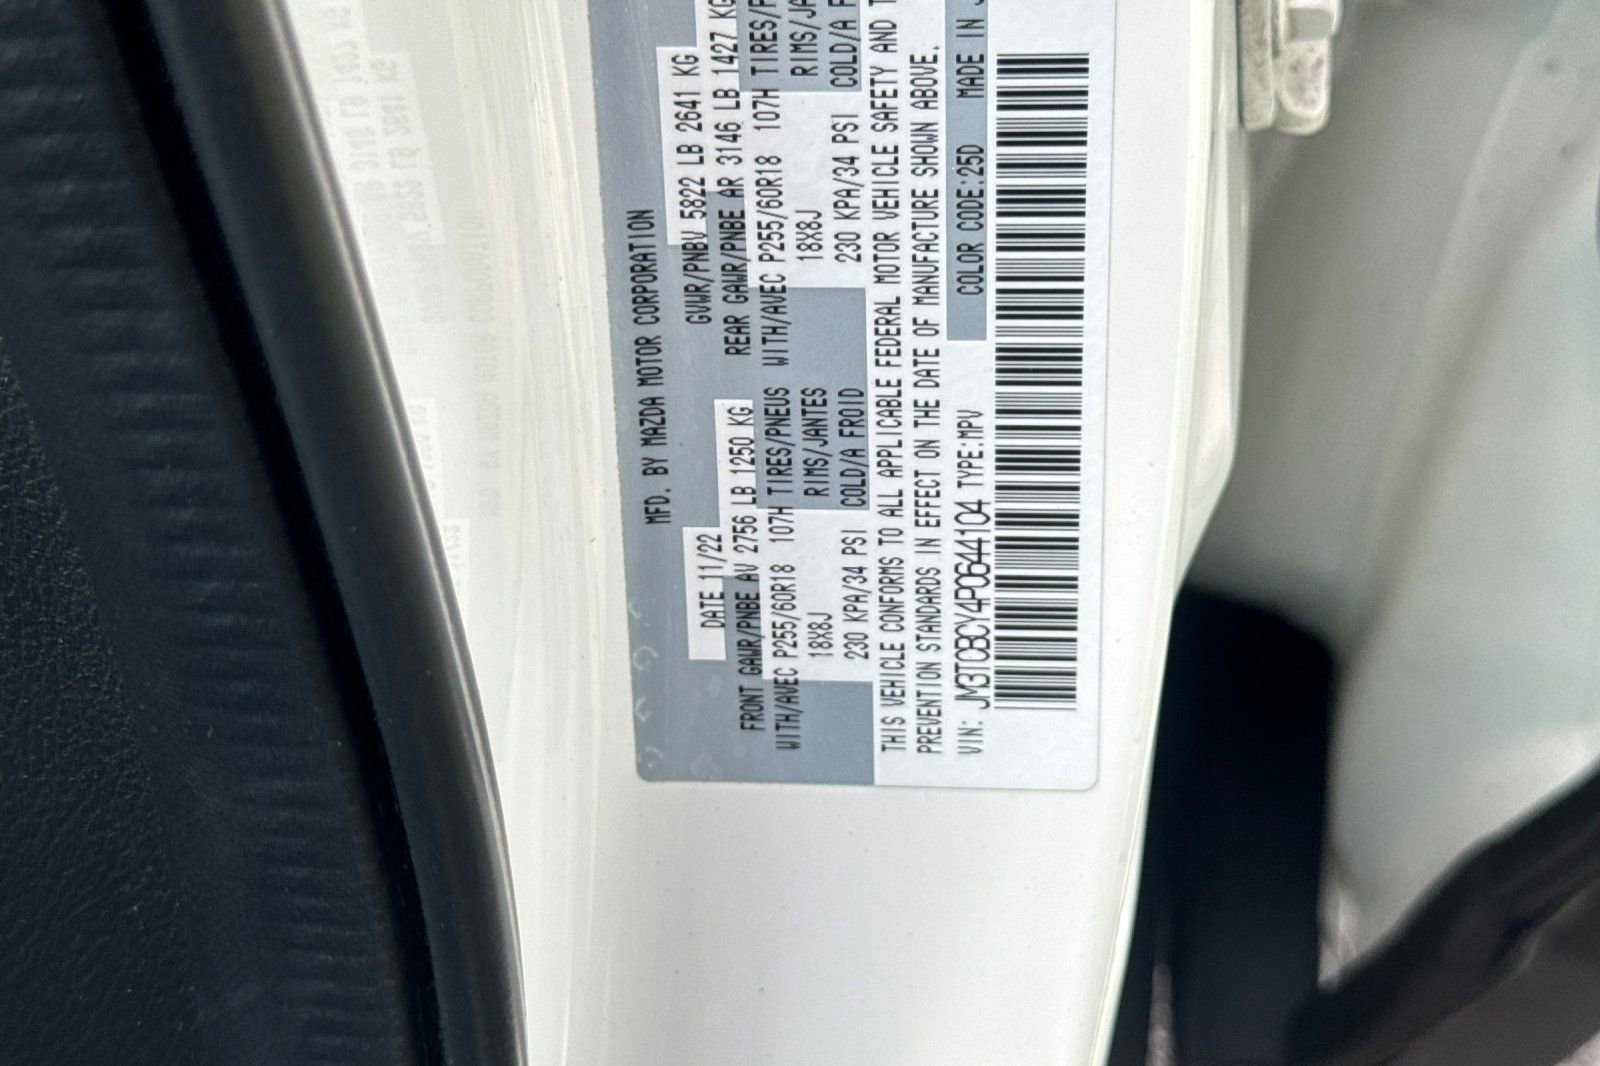 MFD. BY MAZDA MOTOR CORPORATION
DATE 11/22 GVWR/PNBV 5822 LB 2641 KG
FRONT GAWR/PNBE AV 2756 LB 1250 KG REAR GAWR/PNBE AR 3146 LB 1427 KG
WITH/AVEC P255/60R18 107H TIRES/PNEUS WITH/AVEC P255/60R18 107H TIRES/P
18X8J RIMS/JANTES 18X8J RIMS/JA
230 KPA/34 PSI COLD/A FROID 230 KPA/34 PSI COLD/A F
THIS VEHICLE CONFORMS TO ALL APPLICABLE FEDERAL MOTOR VEHICLE SAFETY AND T
PREVENTION STANDARDS IN EFFECT ON THE DATE OF MANUFACTURE SHOWN ABOVE.
VIN: JM3TCBCY4P0644104 TYPE:MPV COLOR CODE:25D MADE IN J